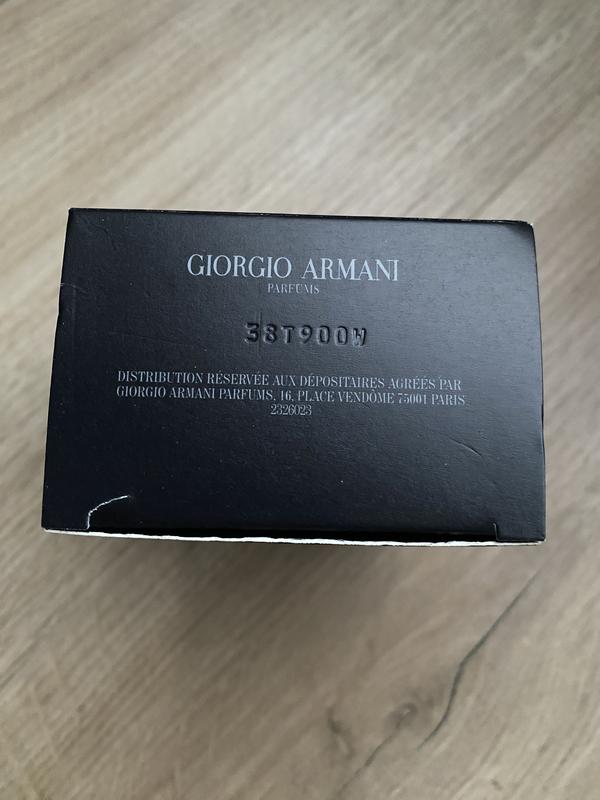 GIORGIO ARMANI
PARFUMS
38T900W
DISTRIBUTION RÉSERVÉE AUX DÉPOSITAIRES AGRÉÉS PAR
GIORGIO ARMANI PARFUMS, 16, PLACE VENDÔME 75001 PARIS
2326023